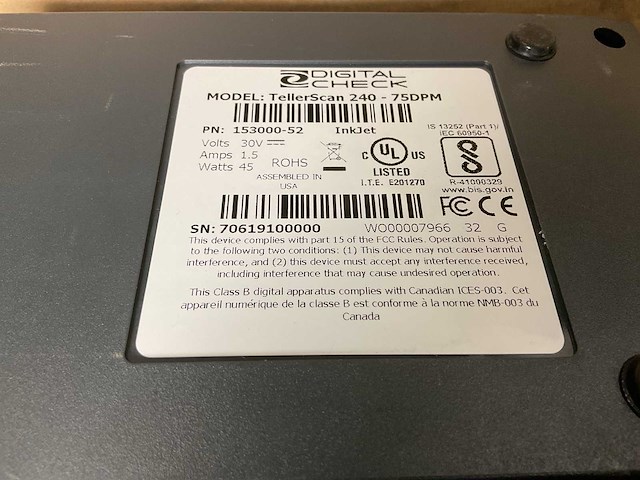 DIGITAL
CHECK
MODEL: TellerScan 240 - 75DPM
PN: 153000-52 InkJet
Volts 30V
Amps 1.5
Watts 45
ROHS
ASSEMBLED IN
USA
C UL US
LISTED
I.T.E. E201270
IS 13252 (Part 1)/
IEC 60950-1
R-41090329
www.bis.gov.in
FC CE
SN: 70619100000 WO00007966 32 G
This device complies with part 15 of the FCC Rules. Operation is subject
to the following two conditions: (1) This device may not cause harmful
interference, and (2) this device must accept any interference received,
including interference that may cause undesired operation.
This Class B digital apparatus complies with Canadian ICES-003. Cet
appareil numérique de la classe B est conforme à la norme NMB-003 du
Canada